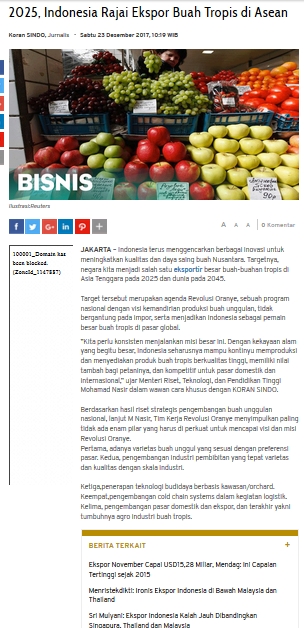 2025, Indonesia Rajai Ekspor Buah Tropis di Asean
Koran SINDO, Jurnalis - Sabtu 23 Desember 2017, 10:19 WIB
BISNIS
Ilustrasi:Reuters
A A A 0 Komentar
100001_Domain has
been blocked.
(ZoneId_1147887)
JAKARTA – Indonesia terus menggencarkan berbagai inovasi untuk
meningkatkan kualitas dan daya saing buah Nusantara. Targetnya,
negara kita menjadi salah satu eksportir besar buah-buahan tropis di
Asia Tenggara pada 2025 dan dunia pada 2045.
Target tersebut merupakan agenda Revolusi Oranye, sebuah program
nasional dengan visi kemandirian produksi buah unggulan, tidak
bergantung pada impor, serta menjadikan Indonesia sebagai pemain
besar buah tropis di pasar global.
"Kita perlu konsisten menjalankan misi besar ini. Dengan kekayaan alam
yang begitu besar, Indonesia seharusnya mampu kontinyu memproduksi
dan menyediakan produk buah tropis berkualitas tinggi, memiliki nilai
tambah bagi petaninya, dan kompetitif untuk pasar domestik dan
internasional," ujar Menteri Riset, Teknologi, dan Pendidikan Tinggi
Mohamad Nasir dalam wawan cara khusus dengan KORAN SINDO.
Berdasarkan hasil riset strategis pengembangan buah unggulan
nasional, lanjut M Nasir, Tim Kerja Revolusi Oranye menyimpulkan paling
tidak ada enam pilar yang harus di perkuat untuk mencapai visi dan misi
Revolusi Oranye.
Pertama, adanya varietas buah unggul yang sesuai dengan preferensi
pasar. Kedua, pengembangan industri pembibitan yang tepat varietas
dan kualitas dengan skala industri.
Ketiga,penerapan teknologi budidaya berbasis kawasan/orchard.
Keempat,pengembangan cold chain systems dalam kegiatan logistik.
Kelima, pengembangan pasar domestik dan ekspor, dan terakhir yakni
tumbuhnya agro industri buah tropis.
BERITA TERKAIT +
Ekspor November Capai USD15,28 Miliar, Mendag: Ini Capaian
Tertinggi sejak 2015
Menristekdikti: Ironis Ekspor Indonesia di Bawah Malaysia dan
Thailand
Sri Mulyani: Ekspor Indonesia Kalah Jauh Dibandingkan
Singapura, Thailand dan Malaysia